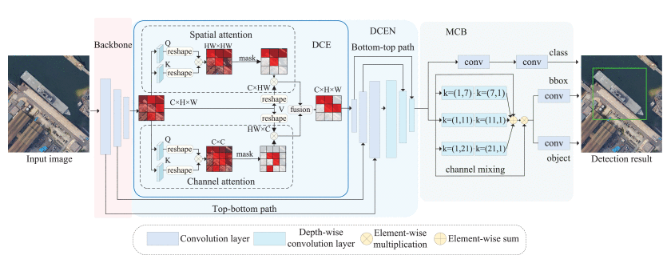 Backbone
Spatial attention
Q
reshape
K
reshape
HW×HW
mask
DCE
C×HW
C×H×W
reshape
V
reshape
fusion
C×H×W
HW×C
Q
reshape
K
reshape
C×C
mask
Channel attention
Top-bottom path
DCEN
Bottom-top path
MCB
conv
conv
class
k=(1,7)
k=(7,1)
k=(1,11)
k=(11,1)
k=(1,21)
k=(21,1)
channel mixing
bbox
conv
conv
object
Input image
Detection result
Convolution layer
Depth-wise
convolution layer
Element-wise
multiplication
Element-wise sum